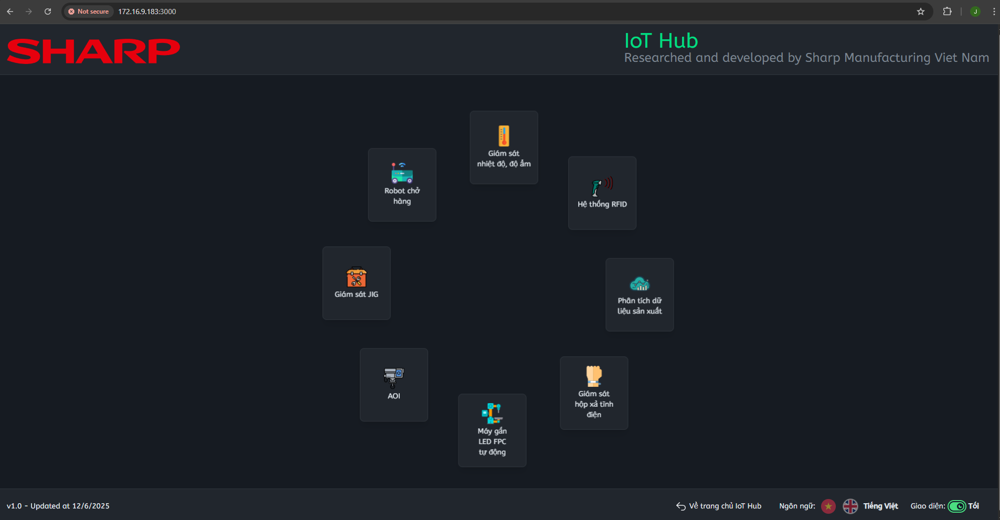 Not secure
172.16.9.183:3000
J
SHARP
IoT Hub
Researched and developed by Sharp Manufacturing Viet Nam
Giám sát
nhiệt độ, độ ẩm
Robot chở
hàng
Hệ thống RFID
Giám sát JIG
Phân tích dữ
liệu sản xuất
AOI
Giám sát
hộp xả tĩnh
điện
Máy gắn
LED FPC
tự động
v1.0 - Updated at 12/6/2025
Về trang chủ IoT Hub
Ngôn ngữ:
Tiếng Việt
Giao diện:
Tối